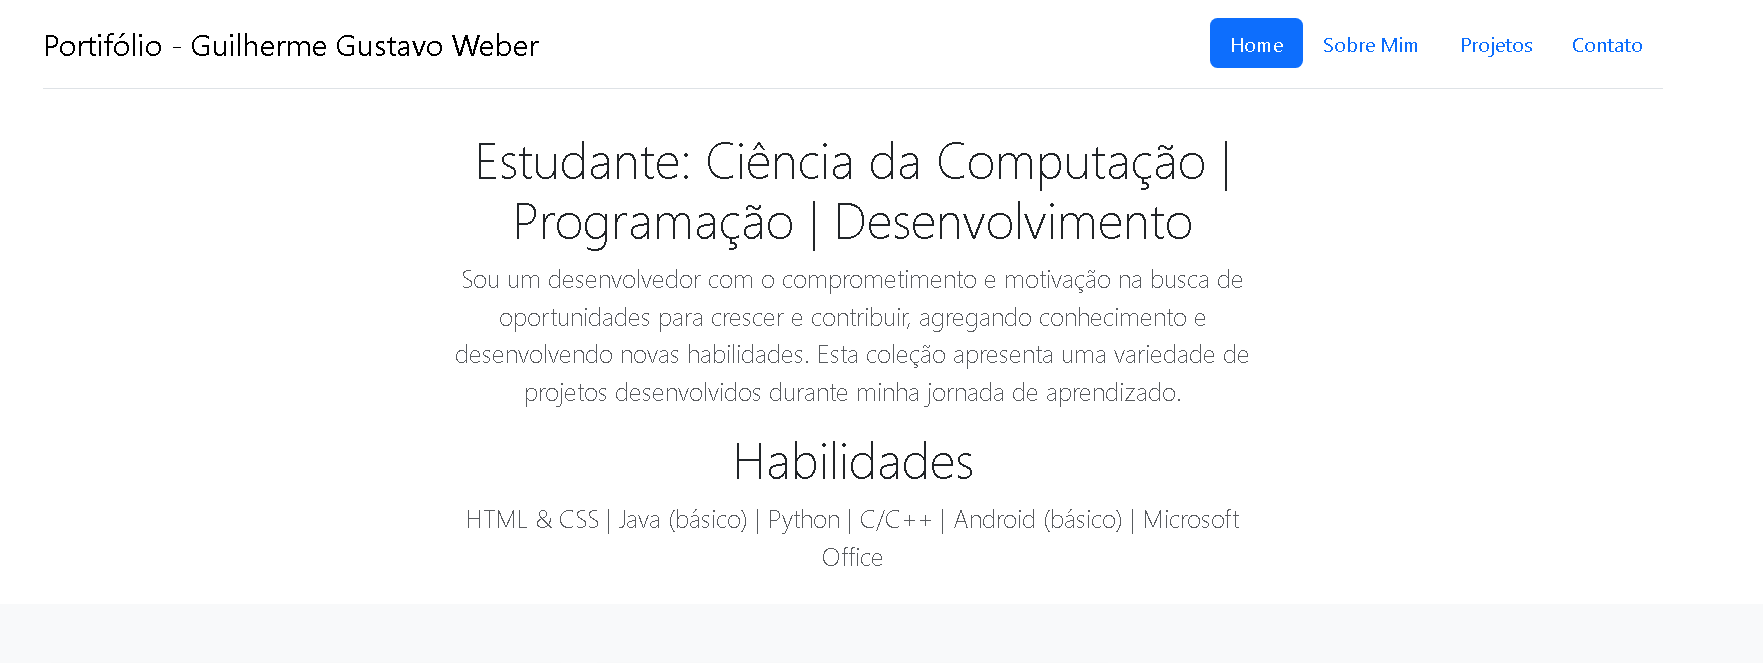 Portifólio - Guilherme Gustavo Weber
Home
Sobre Mim
Projetos
Contato
Estudante: Ciência da Computação |
Programação | Desenvolvimento
Sou um desenvolvedor com o comprometimento e motivação na busca de
oportunidades para crescer e contribuir, agregando conhecimento e
desenvolvendo novas habilidades. Esta coleção apresenta uma variedade de
projetos desenvolvidos durante minha jornada de aprendizado.
Habilidades
HTML & CSS | Java (básico) | Python | C/C++ | Android (básico) | Microsoft
Office